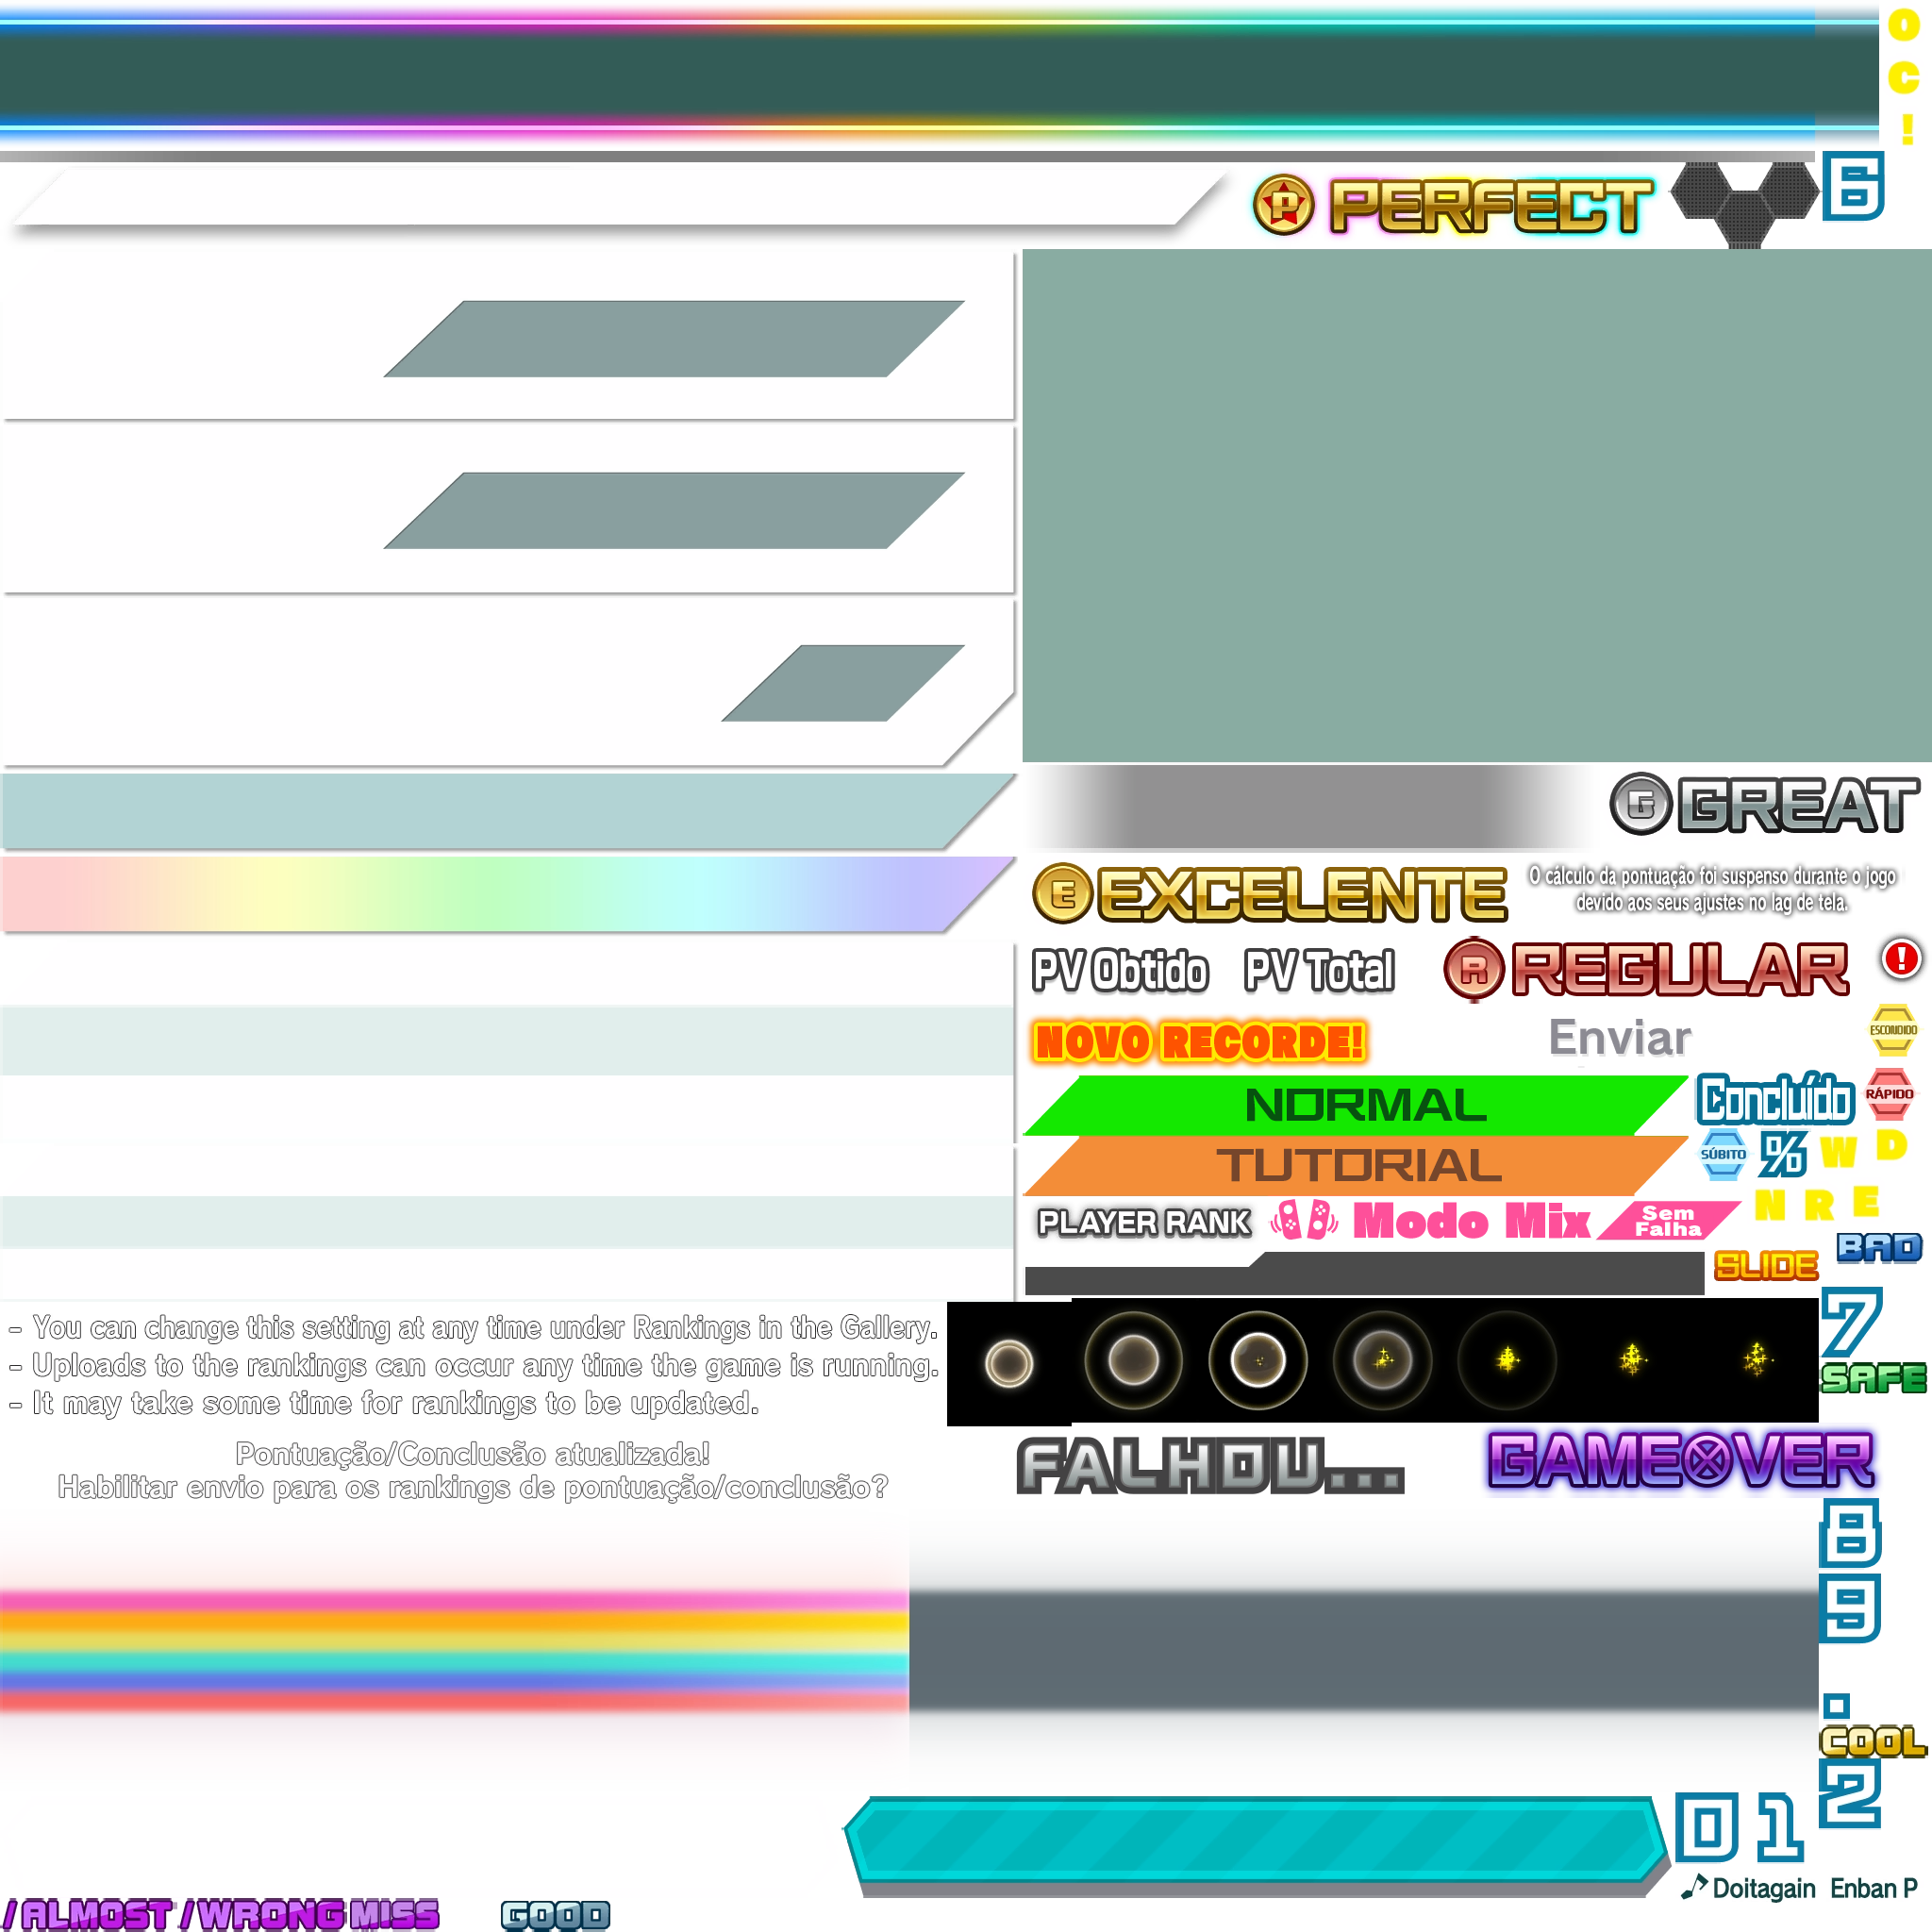 O
C
!
P PERFECT
6
G GREAT
E EXCELENTE
O cálculo da pontuação foi suspenso durante o jogo
devido aos seus ajustes no lag de tela.
PV Obtido PV Total
R REGULAR
!
NOVO RECORDE!
Enviar
ESCONDIDO
NORMAL
Concluído
RÁPIDO
TUTORIAL
SÚBITO
%
W D
PLAYER RANK
Modo Mix
Sem
Falha
N R E
SLIDE
BAD
- You can change this setting at any time under Rankings in the Gallery.
- Uploads to the rankings can occur any time the game is running.
- It may take some time for rankings to be updated.
7
SAFE
Pontuação/Conclusão atualizada!
Habilitar envio para os rankings de pontuação/conclusão?
FALHOU...
GAMEOVER
8
9
.
COOL
2
0 1
Doitagain Enban P
/ALMOST /WRONG MISS GOOD